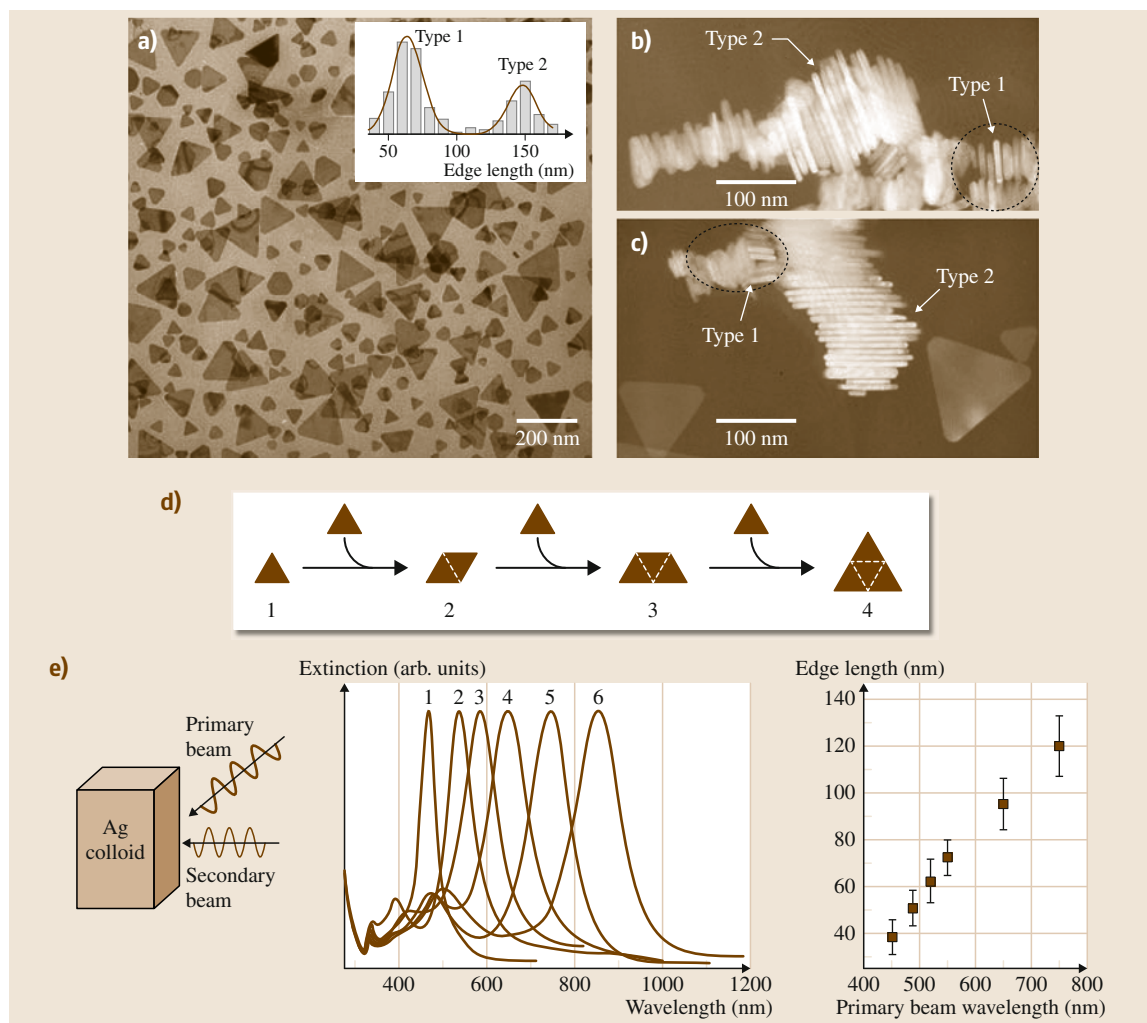 a)
Type 1
Type 2
50
100
150
Edge length (nm)
200 nm
b)
Type 2
Type 1
100 nm
c)
Type 1
Type 2
100 nm
d)
1
2
3
4
e)
Primary
beam
Ag
colloid
Secondary
beam
Extinction (arb. units)
1 2 3 4 5 6
400 600 800 1000 1200
Wavelength (nm)
Edge length (nm)
140
120
100
80
60
40
400 500 600 700 800
Primary beam wavelength (nm)